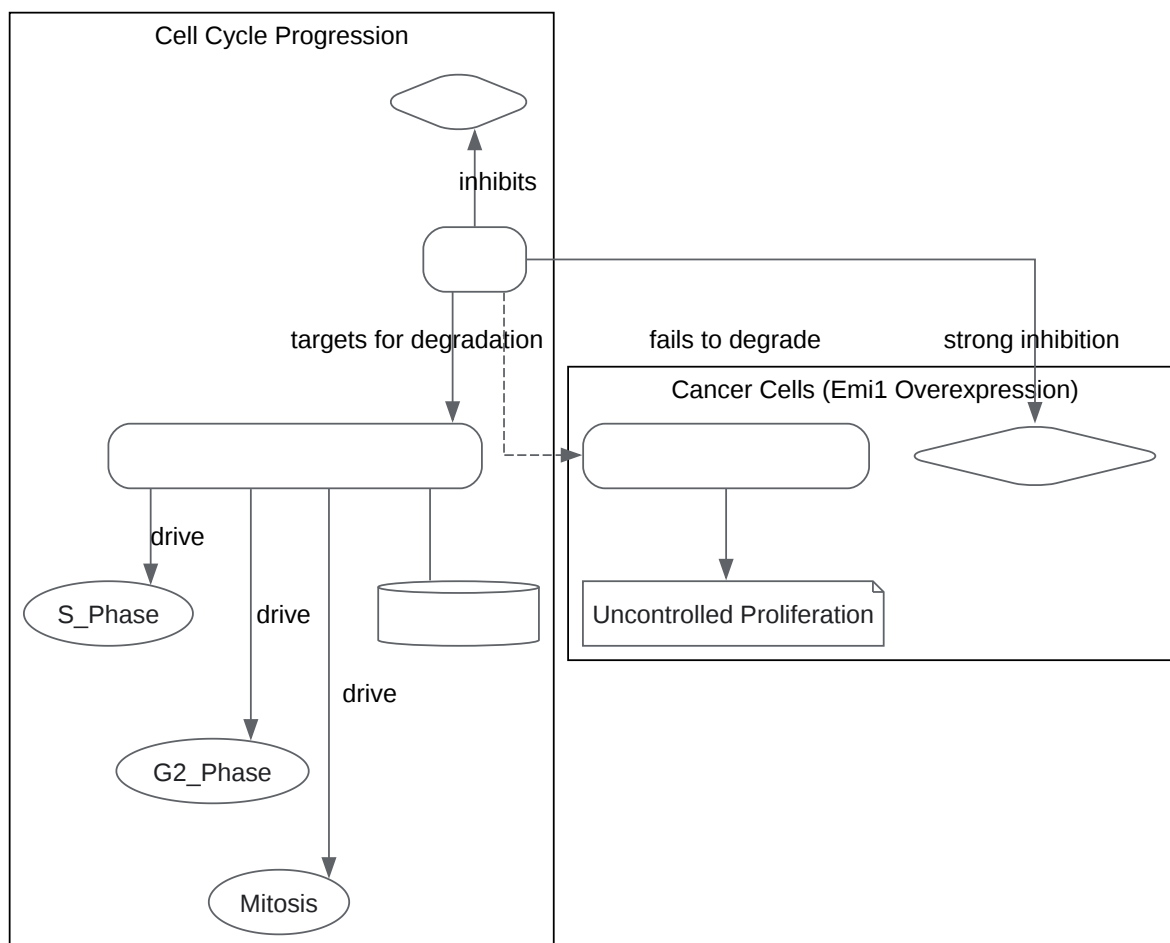 Cell Cycle Progression
inhibits
targets for degradation
fails to degrade
strong inhibition
Cancer Cells (Emi1 Overexpression)
drive
S_Phase
drive
Uncontrolled Proliferation
drive
G2_Phase
Mitosis